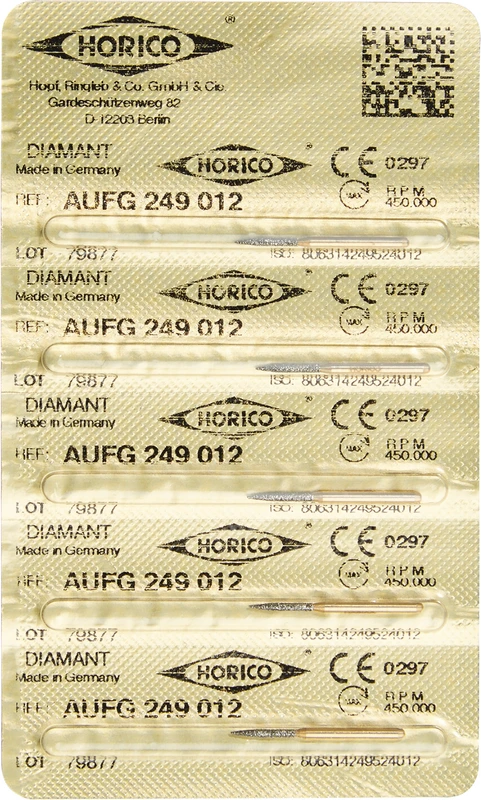 HORICO ®
Hopf, Ringleb & Co. GmbH & Cie
Gardeschützenweg 82
D-12203 Berlin
DIAMANT HORICO ® CE 0297
Made in Germany
REF: AUFG 249 012 MAX RPM 450.000
LOT 79877 ISO: 806314249524012
DIAMANT HORICO ® CE 0297
Made in Germany
REF: AUFG 249 012 MAX RPM 450.000
LOT 79877 ISO: 806314249524012
DIAMANT HORICO ® CE 0297
Made in Germany
REF: AUFG 249 012 MAX RPM 450.000
LOT 79877 ISO: 806314249524012
DIAMANT HORICO ® CE 0297
Made in Germany
REF: AUFG 249 012 MAX RPM 450.000
LOT 79877 ISO: 806314249524012
DIAMANT HORICO ® CE 0297
Made in Germany
REF: AUFG 249 012 MAX RPM 450.000
LOT 79877 ISO: 806314249524012